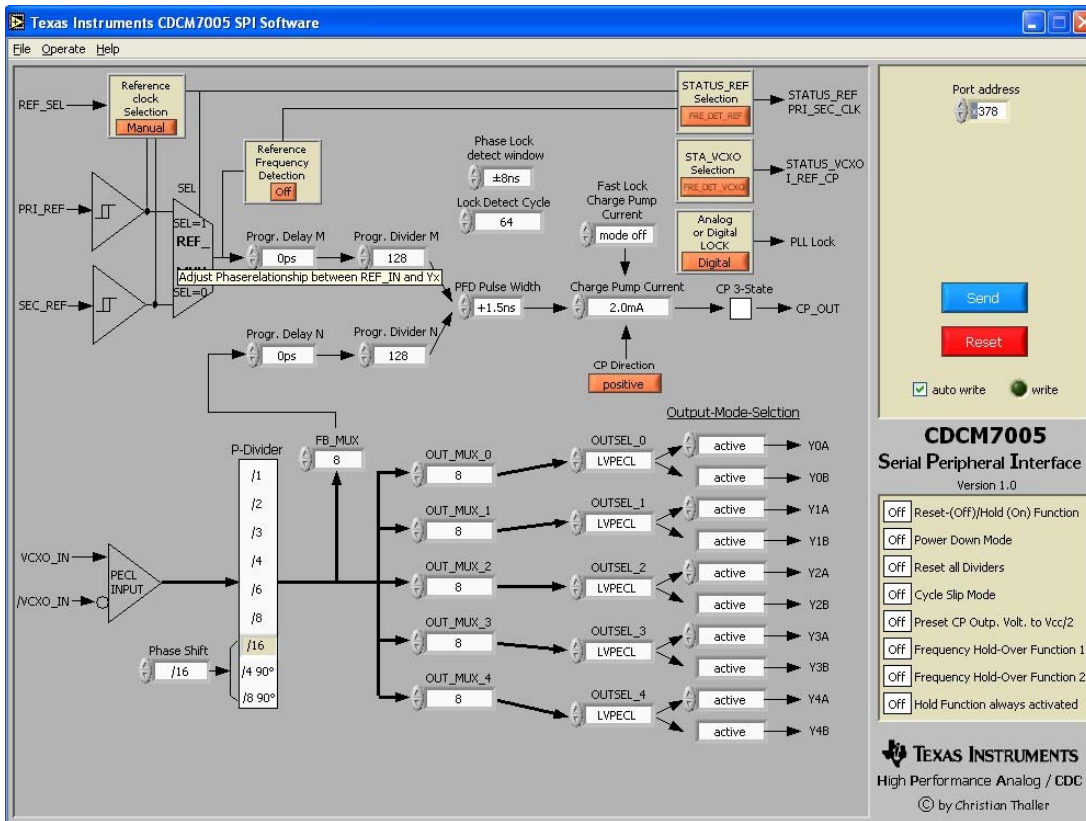 Texas Instruments CDCM7005 SPI Software
File Operate Help
REF_SEL
Reference clock Selection
Manual
STATUS_REF Selection
FRE_DET_REF
STATUS_REF
PRI_SEC_CLK
Reference Frequency Detection
Off
Phase Lock detect window
±8ns
Lock Detect Cycle
64
STA_VCXO Selection
FRE_DET_VCXO
STATUS_VCXO
I_REF_CP
Fast Lock Charge Pump Current
mode off
Analog or Digital LOCK
Digital
PLL Lock
PRI_REF
SEL
SEL=1
REF_
SEL=0
SEC_REF
Progr. Delay M
0ps
Progr. Divider M
128
Adjust Phaserelationship between REF_IN and Yx
PFD Pulse Width
+1.5ns
Charge Pump Current
2.0mA
CP 3-State
CP_OUT
Progr. Delay N
0ps
Progr. Divider N
128
CP Direction
positive
Output-Mode-Selction
P-Divider
/1
/2
/3
/4
/6
/8
/16
/4 90°
/8 90°
FB_MUX
8
VCXO_IN
/VCXO_IN
PECL INPUT
Phase Shift
/16
OUT_MUX_0
8
OUTSEL_0
LVPECL
active Y0A
active Y0B
OUT_MUX_1
8
OUTSEL_1
LVPECL
active Y1A
active Y1B
OUT_MUX_2
8
OUTSEL_2
LVPECL
active Y2A
active Y2B
OUT_MUX_3
8
OUTSEL_3
LVPECL
active Y3A
active Y3B
OUT_MUX_4
8
OUTSEL_4
LVPECL
active Y4A
active Y4B
Port address
x378
Send
Reset
auto write write
CDCM7005
Serial Peripheral Interface
Version 1.0
Off Reset-(Off)/Hold (On) Function
Off Power Down Mode
Off Reset all Dividers
Off Cycle Slip Mode
Off Preset CP Outp. Volt. to Vcc/2
Off Frequency Hold-Over Function 1
Off Frequency Hold-Over Function 2
Off Hold Function always activated
TEXAS INSTRUMENTS
High Performance Analog / CDC
© by Christian Thaller